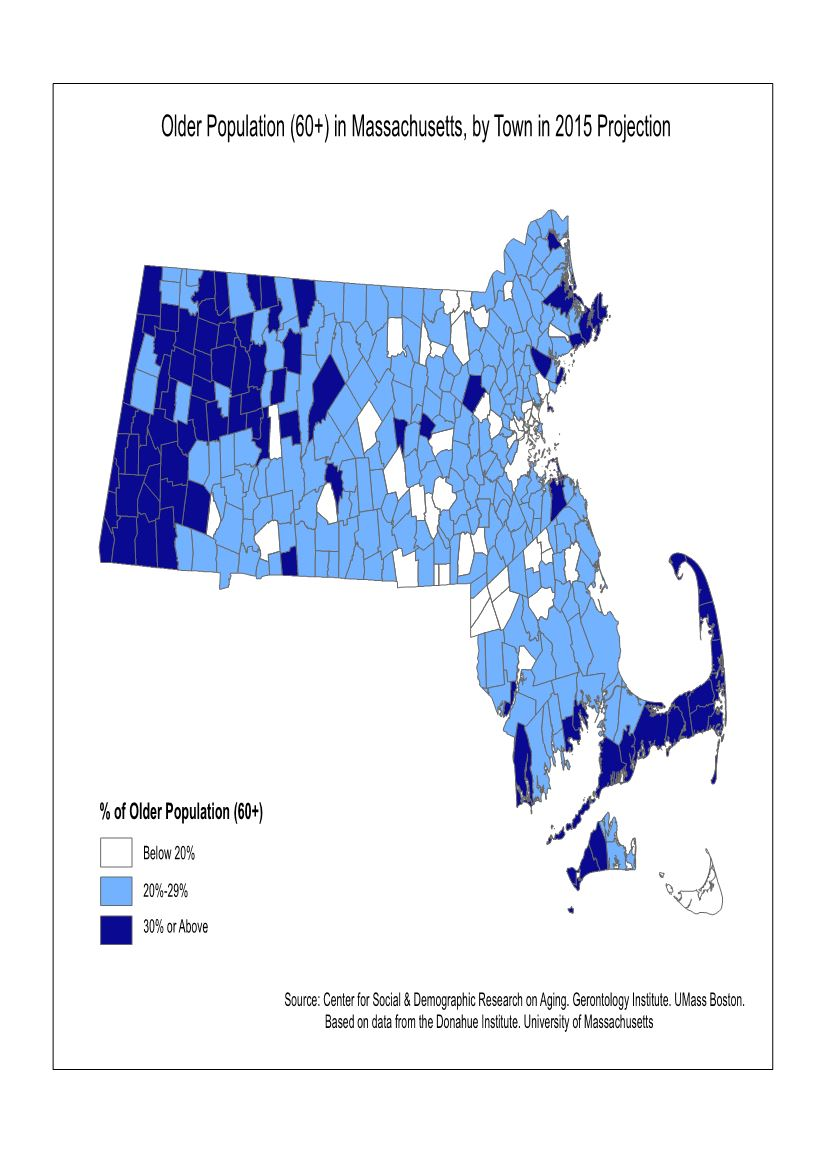 Older Population (60+) in Massachusetts, by Town in 2015 Projection
% of Older Population (60+)
Below 20%
20%-29%
30% or Above
Source: Center for Social & Demographic Research on Aging. Gerontology Institute. UMass Boston.
Based on data from the Donahue Institute. University of Massachusetts